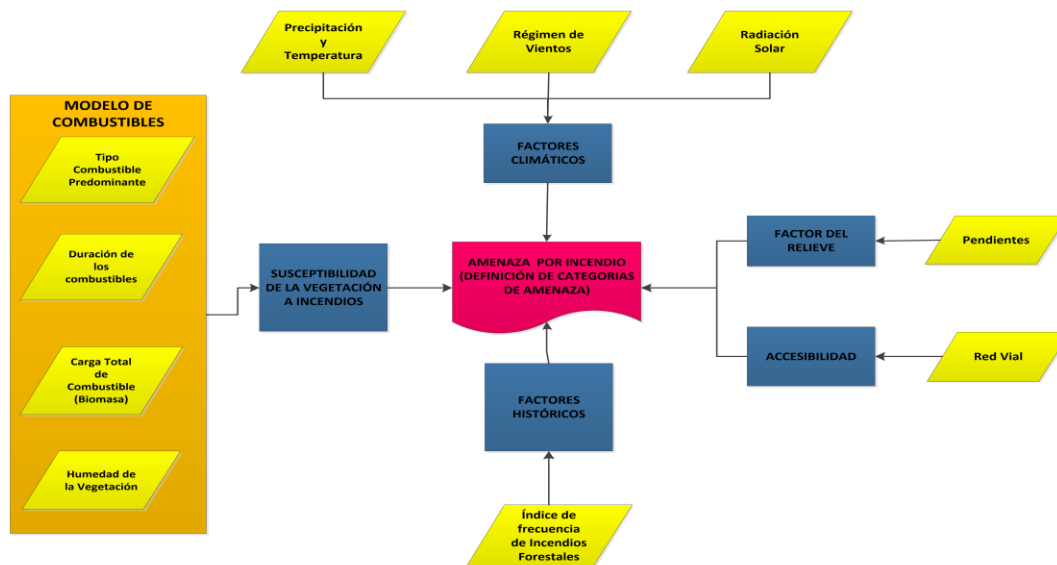 Precipitación
y
Temperatura
Régimen de
Vientos
Radiación
Solar
MODELO DE
COMBUSTIBLES
Tipo
Combustible
Predominante
Duración de
los
combustibles
Carga Total
de
Combustible
(Biomasa)
Humedad de
la Vegetación
FACTORES
CLIMÁTICOS
SUSCEPTIBILIDAD
DE LA VEGETACIÓN
A INCENDIOS
AMENAZA POR INCENDIO
(DEFINICIÓN DE CATEGORIAS
DE AMENAZA)
FACTOR DEL
RELIEVE
Pendientes
ACCESIBILIDAD
Red Vial
FACTORES
HISTÓRICOS
Índice de
frecuencia
de Incendios
Forestales